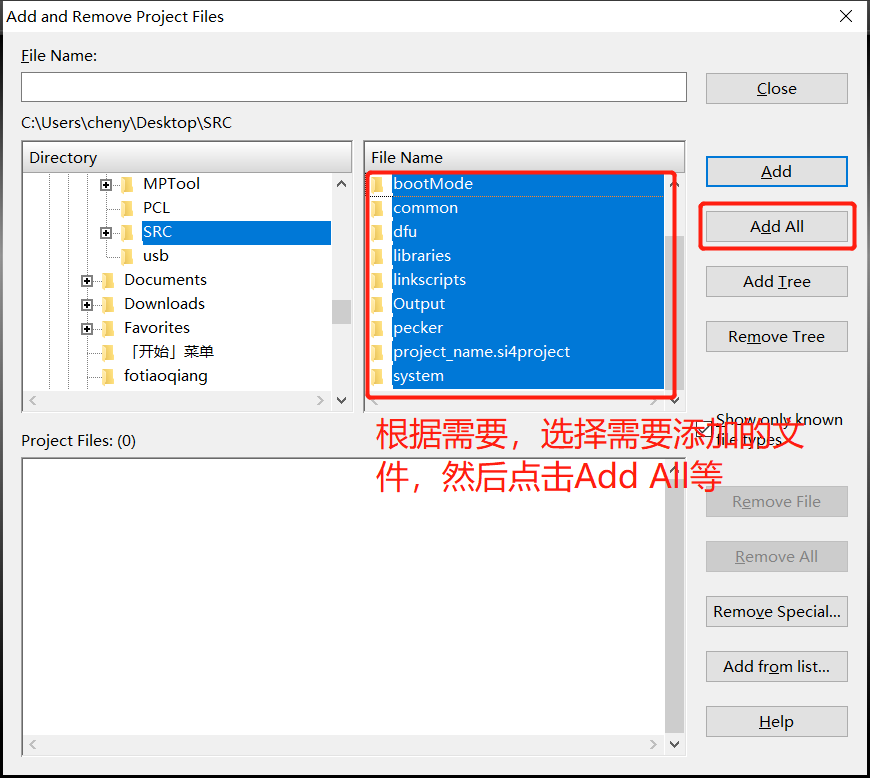 Add and Remove Project Files
File Name:
Close
C:\Users\cheny\Desktop\SRC
Directory
MPTool
PCL
SRC
usb
Documents
Downloads
Favorites
「开始」菜单
fotiaoqiang
File Name
bootMode
common
dfu
libraries
linkscripts
Output
pecker
project_name.si4project
system
Add
Add All
Add Tree
Remove Tree
Show only known
file types
根据需要，选择需要添加的文
件，然后点击Add All等
Project Files: (0)
Remove File
Remove All
Remove Special...
Add from list...
Help